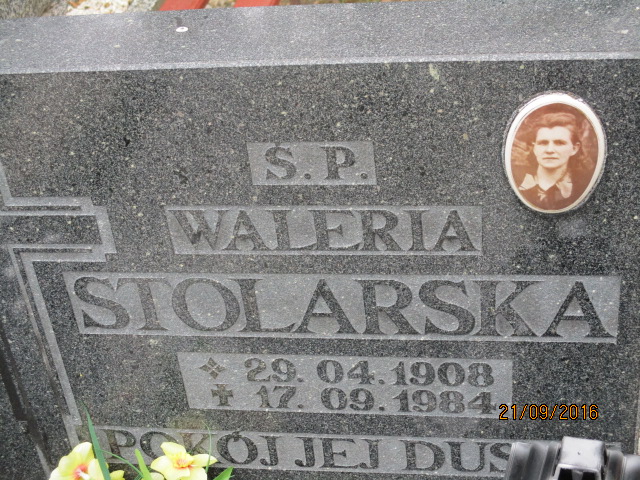 Ś.P.
WALERIA
STOLARSKA
29.04.1908
17.09.1984
POKÓJ JEJ DUS
21/09/2016